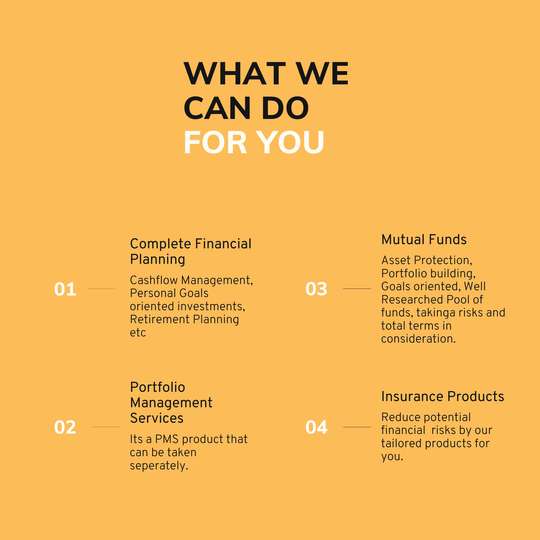 WHAT WE
CAN DO
FOR YOU
01
Complete Financial
Planning
Cashflow Management,
Personal Goals
oriented investments,
Retirement Planning
etc
02
Portfolio
Management
Services
Its a PMS product that
can be taken
seperately.
03
Mutual Funds
Asset Protection,
Portfolio building,
Goals oriented, Well
Researched Pool of
funds, takinga risks and
total terms in
consideration.
04
Insurance Products
Reduce potential
financial  risks by our
tailored products for
you.